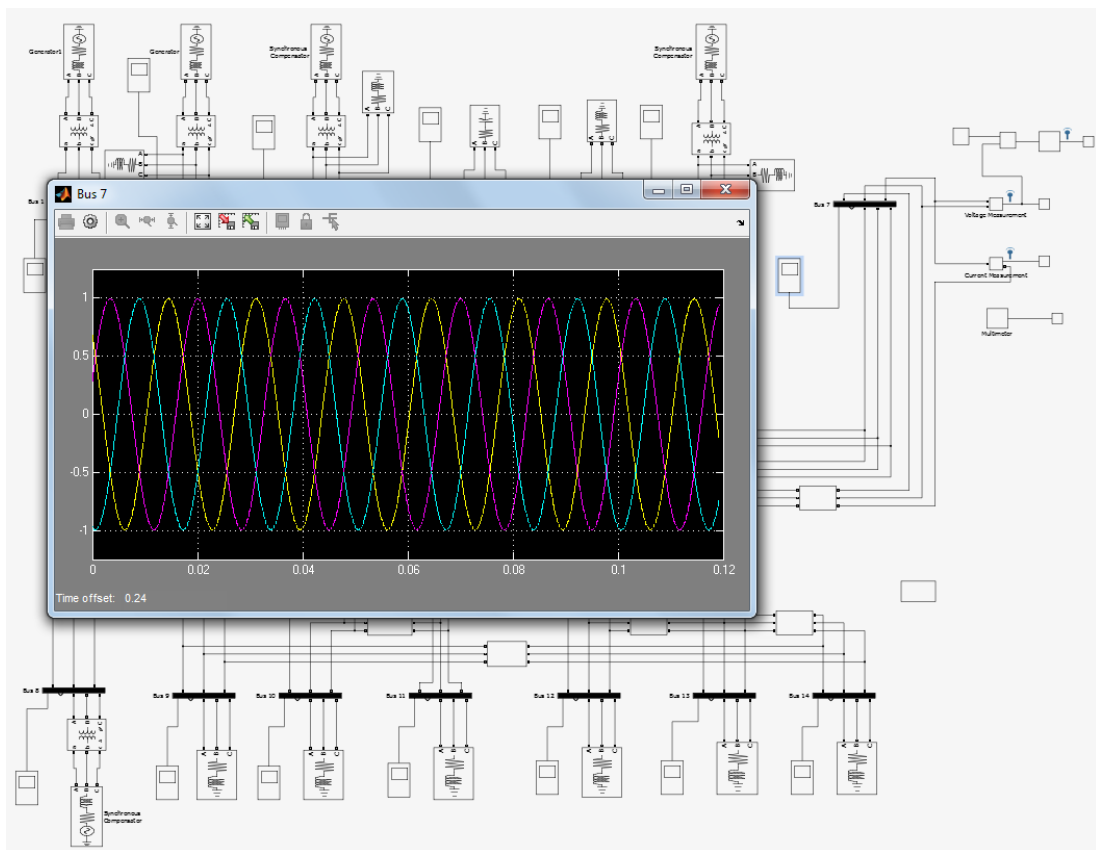 Generator1
Generator
Synchronous
Compensator
Synchronous
Compensator
A B C
A B C
A B C
A B C
A B C
A B C
A B C
a b c
a b c
a b c
a b c
A
B
C
A
B
C
Bus 1
Bus 7
Bus 7
Voltage Measurement
Current Measurement
Multimeter
1
0.5
0
-0.5
-1
0 0.02 0.04 0.06 0.08 0.1 0.12
Time offset: 0.24
Bus 8
Bus 9
Bus 10
Bus 11
Bus 12
Bus 13
Bus 14
A B C
A B C
A B C
A B C
A B C
A B C
A B C
Synchronous
Compensator